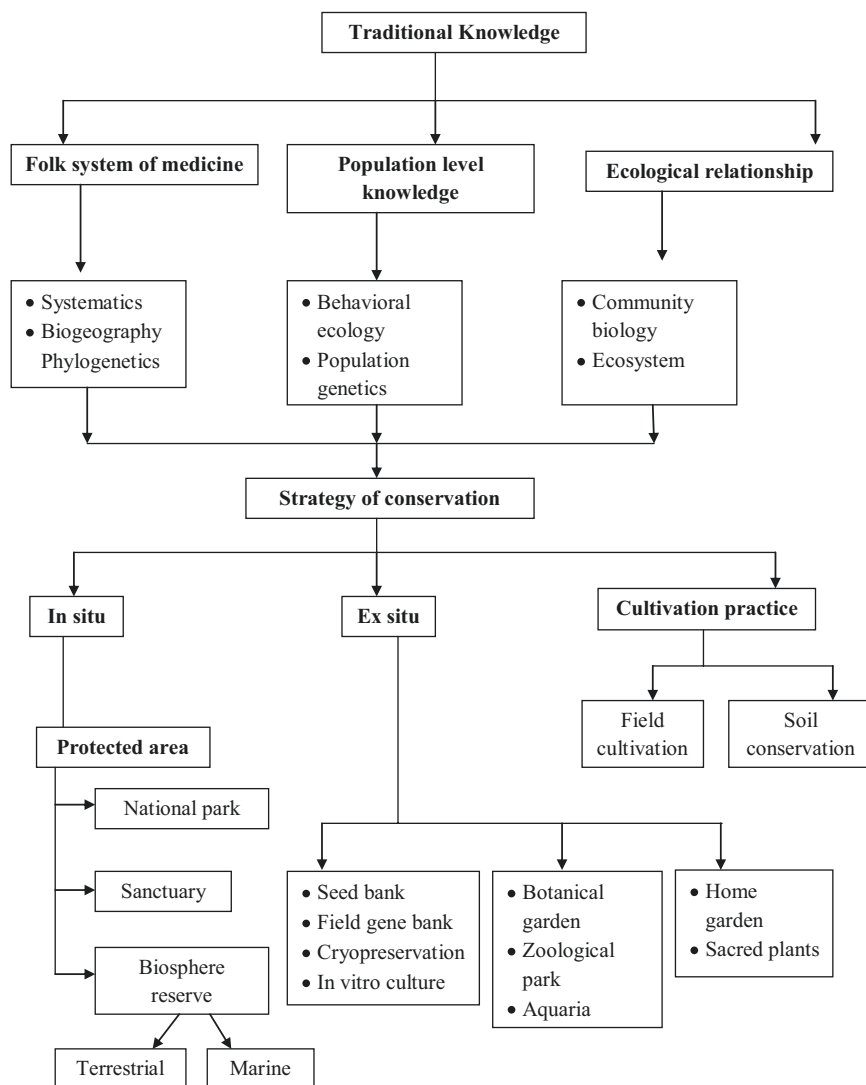 Traditional Knowledge
Folk system of medicine
Population level
knowledge
Ecological relationship
• Systematics
• Biogeography
Phylogenetics
• Behavioral
ecology
• Population
genetics
• Community
biology
• Ecosystem
Strategy of conservation
In situ
Ex situ
Cultivation practice
Field
cultivation
Soil
conservation
Protected area
National park
Sanctuary
Biosphere
reserve
Terrestrial
Marine
• Seed bank
• Field gene bank
• Cryopreservation
• In vitro culture
• Botanical
garden
• Zoological
park
• Aquaria
• Home
garden
• Sacred plants